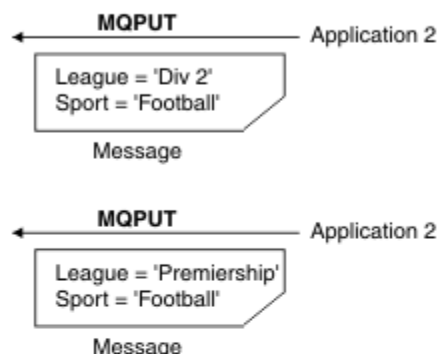 MQPUT
Application 2
League = 'Div 2'
Sport = 'Football'
Message
MQPUT
Application 2
League = 'Premiership'
Sport = 'Football'
Message